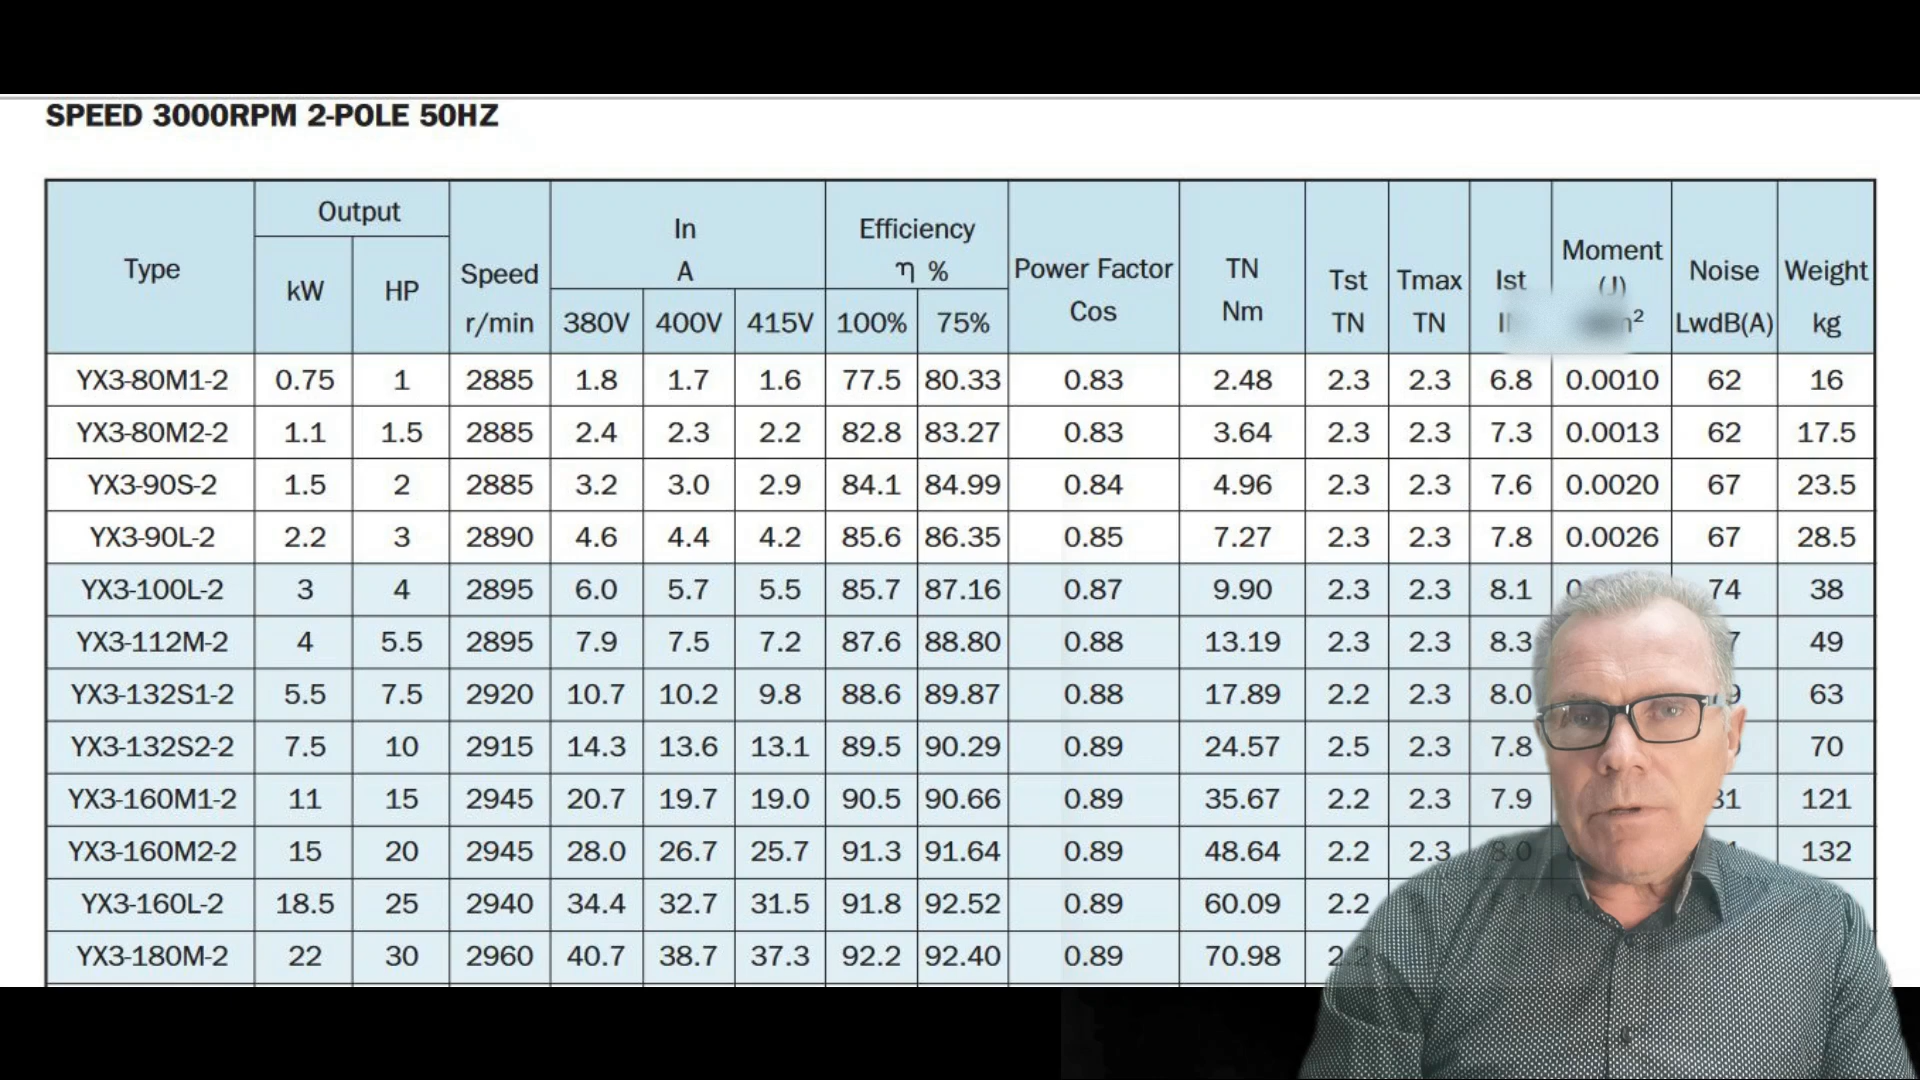 SPEED 3000RPM 2-POLE 50HZ
Type Output Speed r/min In A Efficiency η % Power Factor Cos TN Nm Tst TN Tmax TN Ist Moment (J) Noise LwdB(A) Weight kg
kW HP 380V 400V 415V 100% 75%
YX3-80M1-2 0.75 1 2885 1.8 1.7 1.6 77.5 80.33 0.83 2.48 2.3 2.3 6.8 0.0010 62 16
YX3-80M2-2 1.1 1.5 2885 2.4 2.3 2.2 82.8 83.27 0.83 3.64 2.3 2.3 7.3 0.0013 62 17.5
YX3-90S-2 1.5 2 2885 3.2 3.0 2.9 84.1 84.99 0.84 4.96 2.3 2.3 7.6 0.0020 67 23.5
YX3-90L-2 2.2 3 2890 4.6 4.4 4.2 85.6 86.35 0.85 7.27 2.3 2.3 7.8 0.0026 67 28.5
YX3-100L-2 3 4 2895 6.0 5.7 5.5 85.7 87.16 0.87 9.90 2.3 2.3 8.1 74 38
YX3-112M-2 4 5.5 2895 7.9 7.5 7.2 87.6 88.80 0.88 13.19 2.3 2.3 8.3 49
YX3-132S1-2 5.5 7.5 2920 10.7 10.2 9.8 88.6 89.87 0.88 17.89 2.2 2.3 8.0 63
YX3-132S2-2 7.5 10 2915 14.3 13.6 13.1 89.5 90.29 0.89 24.57 2.5 2.3 7.8 70
YX3-160M1-2 11 15 2945 20.7 19.7 19.0 90.5 90.66 0.89 35.67 2.2 2.3 7.9 81 121
YX3-160M2-2 15 20 2945 28.0 26.7 25.7 91.3 91.64 0.89 48.64 2.2 2.3 8.0 132
YX3-160L-2 18.5 25 2940 34.4 32.7 31.5 91.8 92.52 0.89 60.09 2.2
YX3-180M-2 22 30 2960 40.7 38.7 37.3 92.2 92.40 0.89 70.98 2.2